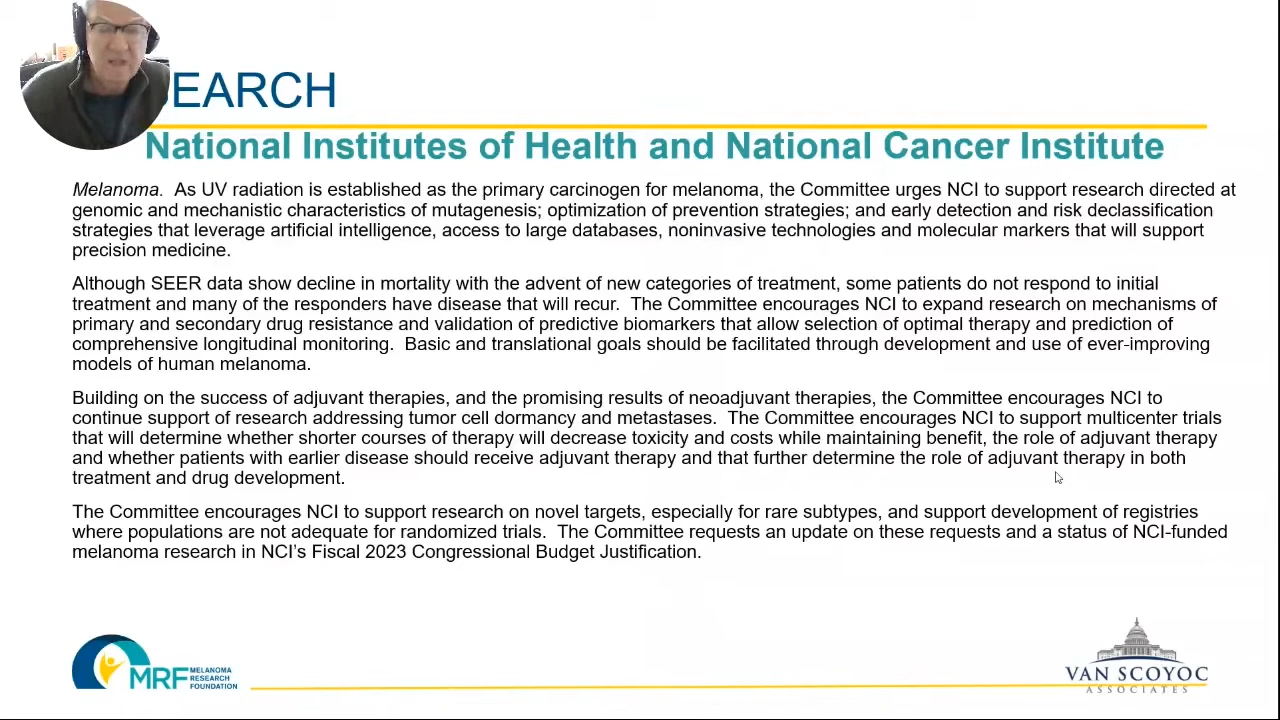 EARCH
National Institutes of Health and National Cancer Institute
Melanoma. As UV radiation is established as the primary carcinogen for melanoma, the Committee urges NCI to support research directed at
genomic and mechanistic characteristics of mutagenesis; optimization of prevention strategies; and early detection and risk declassification
strategies that leverage artificial intelligence, access to large databases, noninvasive technologies and molecular markers that will support
precision medicine.
Although SEER data show decline in mortality with the advent of new categories of treatment, some patients do not respond to initial
treatment and many of the responders have disease that will recur. The Committee encourages NCI to expand research on mechanisms of
primary and secondary drug resistance and validation of predictive biomarkers that allow selection of optimal therapy and prediction of
comprehensive longitudinal monitoring. Basic and translational goals should be facilitated through development and use of ever-improving
models of human melanoma.
Building on the success of adjuvant therapies, and the promising results of neoadjuvant therapies, the Committee encourages NCI to
continue support of research addressing tumor cell dormancy and metastases. The Committee encourages NCI to support multicenter trials
that will determine whether shorter courses of therapy will decrease toxicity and costs while maintaining benefit, the role of adjuvant therapy
and whether patients with earlier disease should receive adjuvant therapy and that further determine the role of adjuvant therapy in both
treatment and drug development.
The Committee encourages NCI to support research on novel targets, especially for rare subtypes, and support development of registries
where populations are not adequate for randomized trials. The Committee requests an update on these requests and a status of NCI-funded
melanoma research in NCI's Fiscal 2023 Congressional Budget Justification.
MRF MELANOMA
RESEARCH
FOUNDATION
VAN SCOYOC
ASSOCIATES